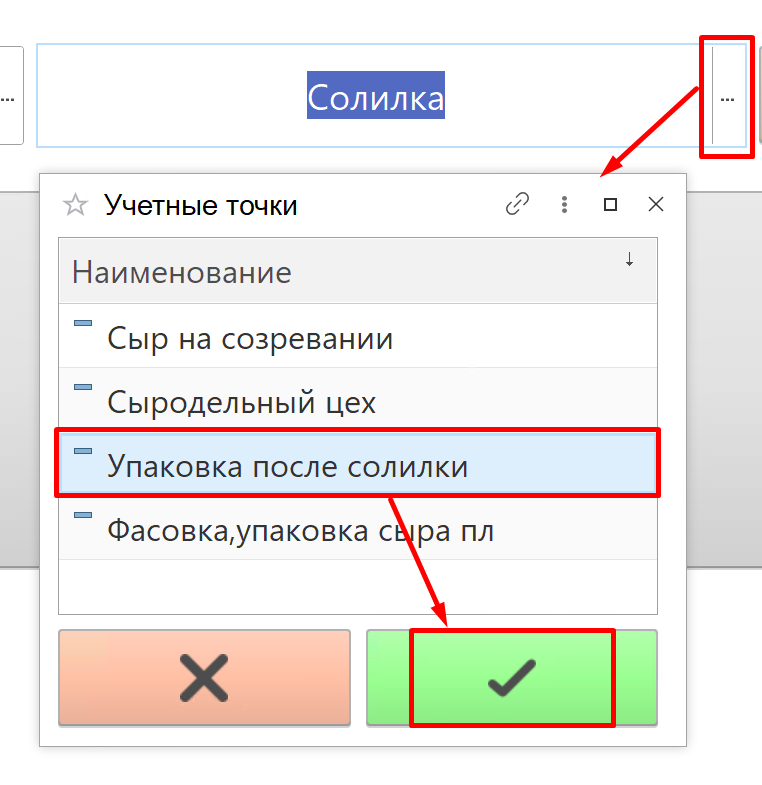 ...
Солилка
...
Учетные точки
Наименование
Сыр на созревании
Сыродельный цех
Упаковка после солилки
Фасовка,упаковка сыра пл